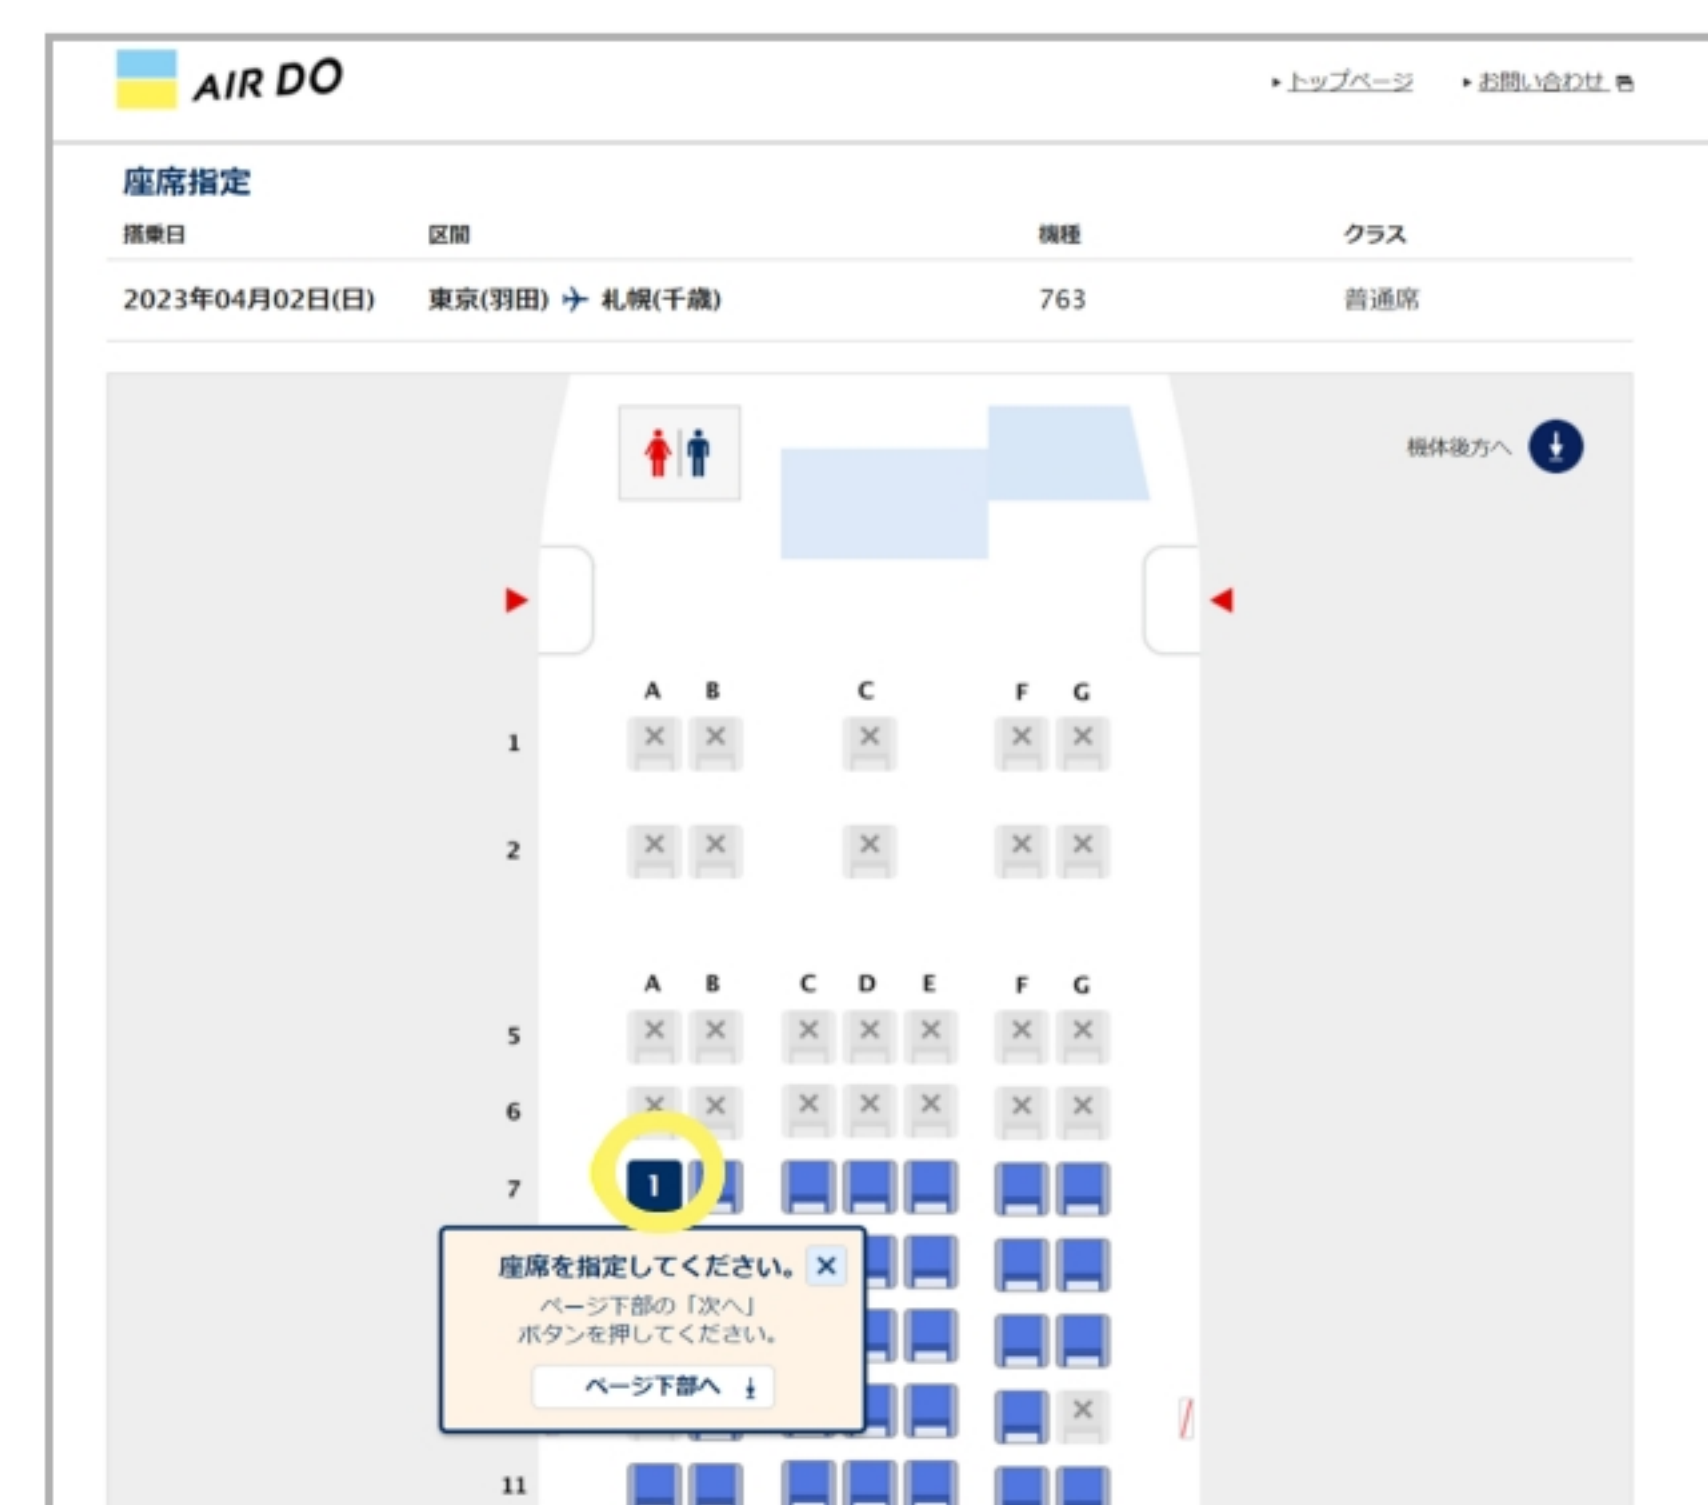 AIR DO
トップページ
お問い合わせ
座席指定
搭乗日 区間 機種 クラス
2023年04月02日(日) 東京(羽田) 札幌(千歳) 763 普通席
機体後方へ
A B C F G
1
2
A B C D E F G
5
6
7 1
座席を指定してください。
ページ下部の「次へ」
ボタンを押してください。
ページ下部へ
11